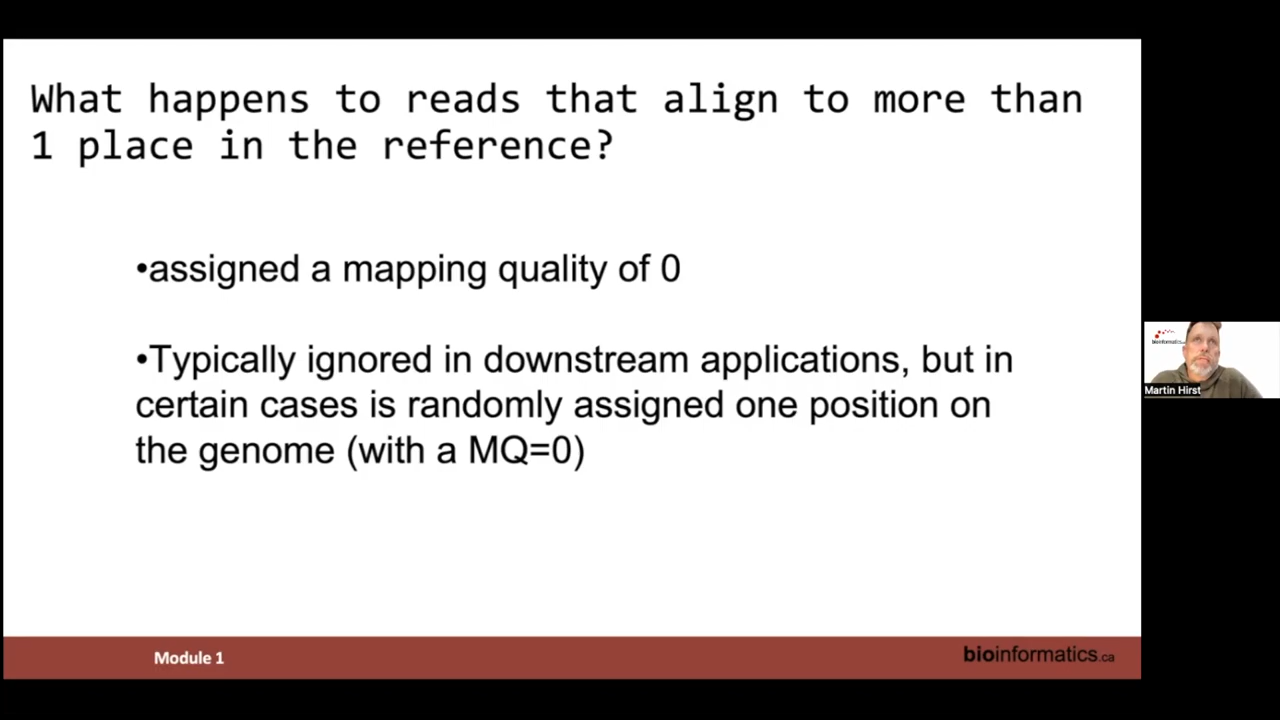 What happens to reads that align to more than
1 place in the reference?
•assigned a mapping quality of 0
•Typically ignored in downstream applications, but in
certain cases is randomly assigned one position on
the genome (with a MQ=0)
Module 1
bioinformatics.ca
bioinformatics
Martin Hirst